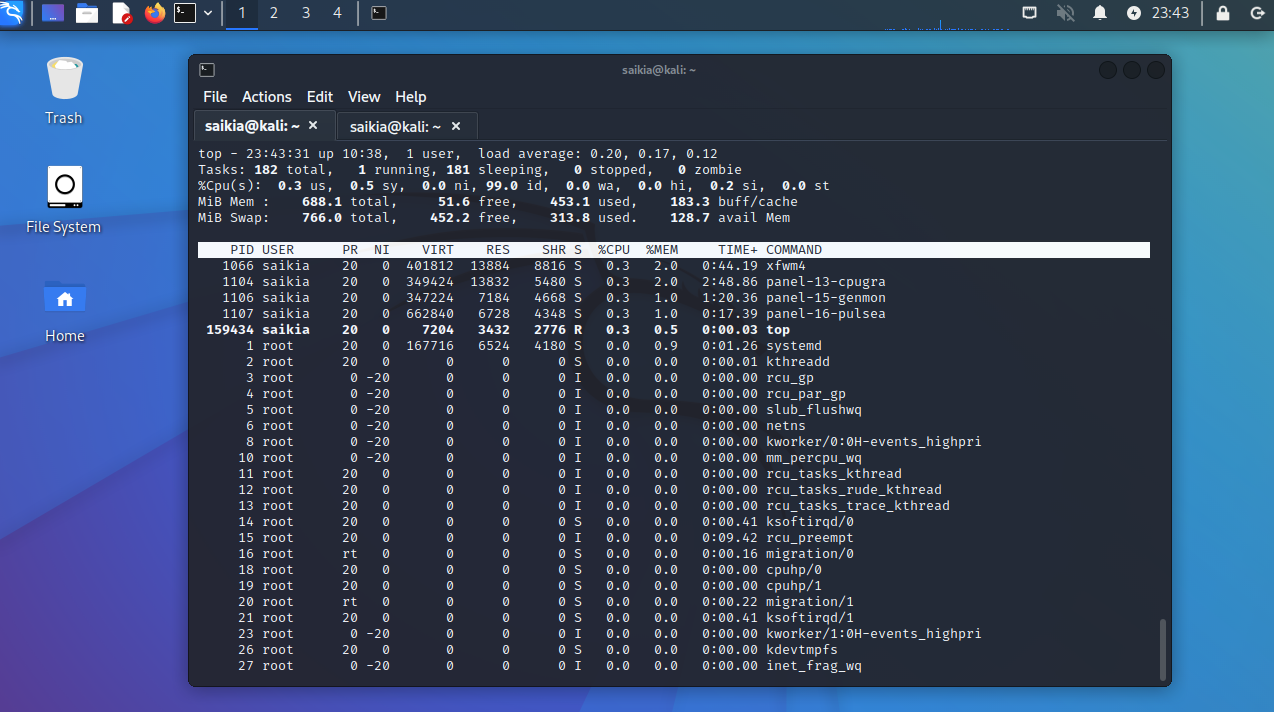 1 2 3 4 23:43
Trash
File System
Home
saikia@kali: ~
File Actions Edit View Help
saikia@kali: ~ × saikia@kali: ~ ×
top - 23:43:31 up 10:38, 1 user, load average: 0.20, 0.17, 0.12
Tasks: 182 total, 1 running, 181 sleeping, 0 stopped, 0 zombie
%Cpu(s): 0.3 us, 0.5 sy, 0.0 ni, 99.0 id, 0.0 wa, 0.0 hi, 0.2 si, 0.0 st
MiB Mem : 688.1 total, 51.6 free, 453.1 used, 183.3 buff/cache
MiB Swap: 766.0 total, 452.2 free, 313.8 used. 128.7 avail Mem
PID USER PR NI VIRT RES SHR S %CPU %MEM TIME+ COMMAND
1066 saikia 20 0 401812 13884 8816 S 0.3 2.0 0:44.19 xfwm4
1104 saikia 20 0 349424 13832 5480 S 0.3 2.0 2:48.86 panel-13-cpugra
1106 saikia 20 0 347224 7184 4668 S 0.3 1.0 1:20.36 panel-15-genmon
1107 saikia 20 0 662840 6728 4348 S 0.3 1.0 0:17.39 panel-16-pulsea
159434 saikia 20 0 7204 3432 2776 R 0.3 0.5 0:00.03 top
1 root 20 0 167716 6524 4180 S 0.0 0.9 0:01.26 systemd
2 root 20 0 0 0 0 S 0.0 0.0 0:00.01 kthreadd
3 root 0 -20 0 0 0 I 0.0 0.0 0:00.00 rcu_gp
4 root 0 -20 0 0 0 I 0.0 0.0 0:00.00 rcu_par_gp
5 root 0 -20 0 0 0 I 0.0 0.0 0:00.00 slub_flushwq
6 root 0 -20 0 0 0 I 0.0 0.0 0:00.00 netns
8 root 0 -20 0 0 0 I 0.0 0.0 0:00.00 kworker/0:0H-events_highpri
10 root 0 -20 0 0 0 I 0.0 0.0 0:00.00 mm_percpu_wq
11 root 20 0 0 0 0 I 0.0 0.0 0:00.00 rcu_tasks_kthread
12 root 20 0 0 0 0 I 0.0 0.0 0:00.00 rcu_tasks_rude_kthread
13 root 20 0 0 0 0 I 0.0 0.0 0:00.00 rcu_tasks_trace_kthread
14 root 20 0 0 0 0 S 0.0 0.0 0:00.41 ksoftirqd/0
15 root 20 0 0 0 0 I 0.0 0.0 0:09.42 rcu_preempt
16 root rt 0 0 0 0 S 0.0 0.0 0:00.16 migration/0
18 root 20 0 0 0 0 S 0.0 0.0 0:00.00 cpuhp/0
19 root 20 0 0 0 0 S 0.0 0.0 0:00.00 cpuhp/1
20 root rt 0 0 0 0 S 0.0 0.0 0:00.22 migration/1
21 root 20 0 0 0 0 S 0.0 0.0 0:00.41 ksoftirqd/1
23 root 0 -20 0 0 0 I 0.0 0.0 0:00.00 kworker/1:0H-events_highpri
26 root 20 0 0 0 0 S 0.0 0.0 0:00.00 kdevtmpfs
27 root 0 -20 0 0 0 I 0.0 0.0 0:00.00 inet_frag_wq